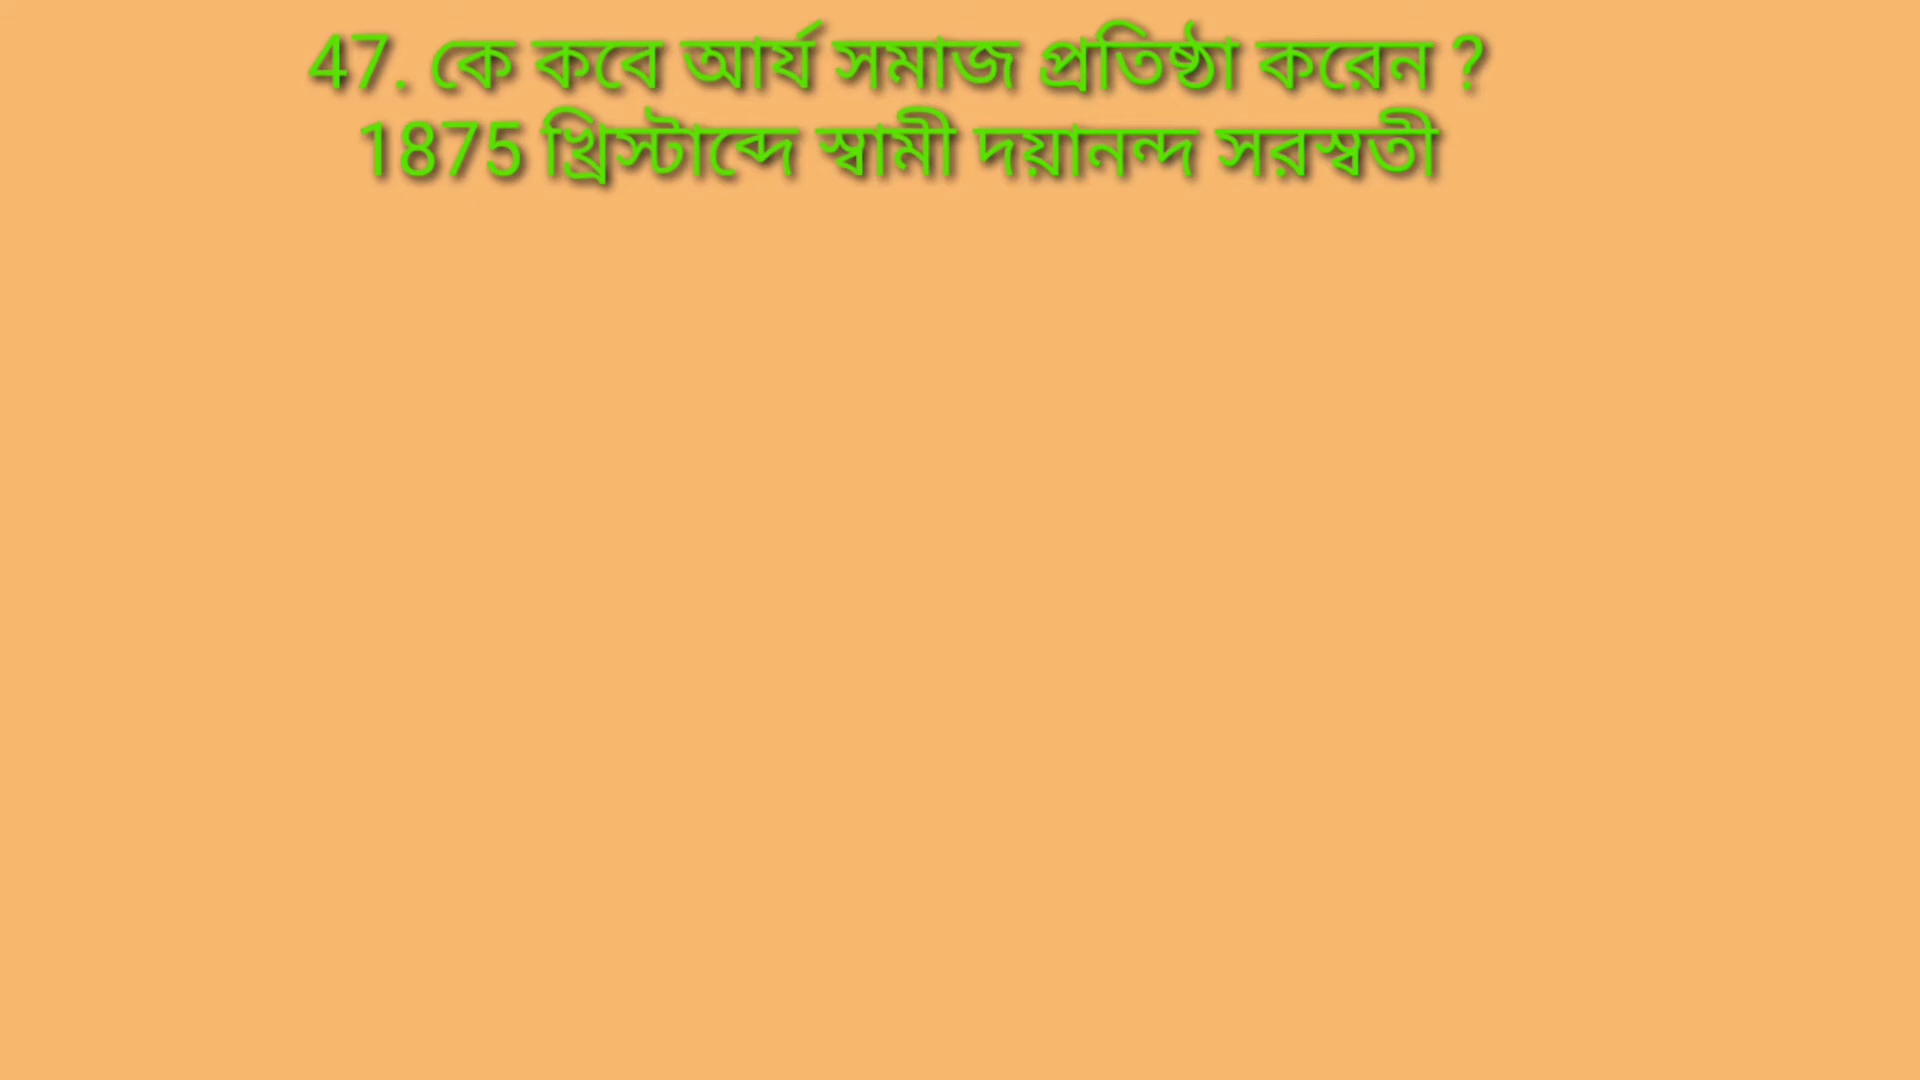 47. কে কবে আর্য সমাজ প্রতিষ্ঠা করেন ?
1875 খ্রিস্টাব্দে স্বামী দয়ানন্দ সরস্বতী